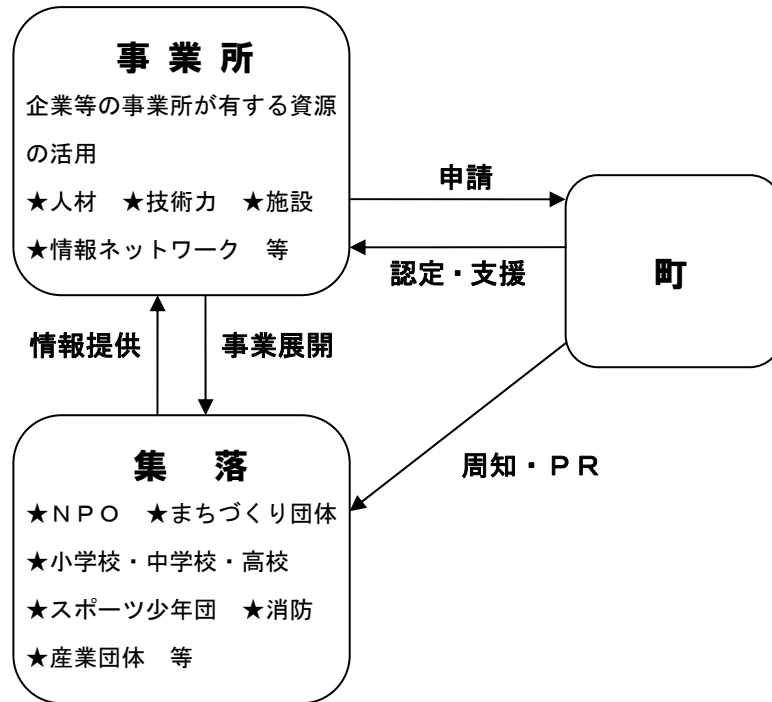 事 業 所
企業等の事業所が有する資源
の活用
★人材　★技術力　★施設
★情報ネットワーク　等
申請
認定・支援
町
情報提供
事業展開
周知・ＰＲ
集　落
★ＮＰＯ　★まちづくり団体
★小学校・中学校・高校
★スポーツ少年団　★消防
★産業団体　等